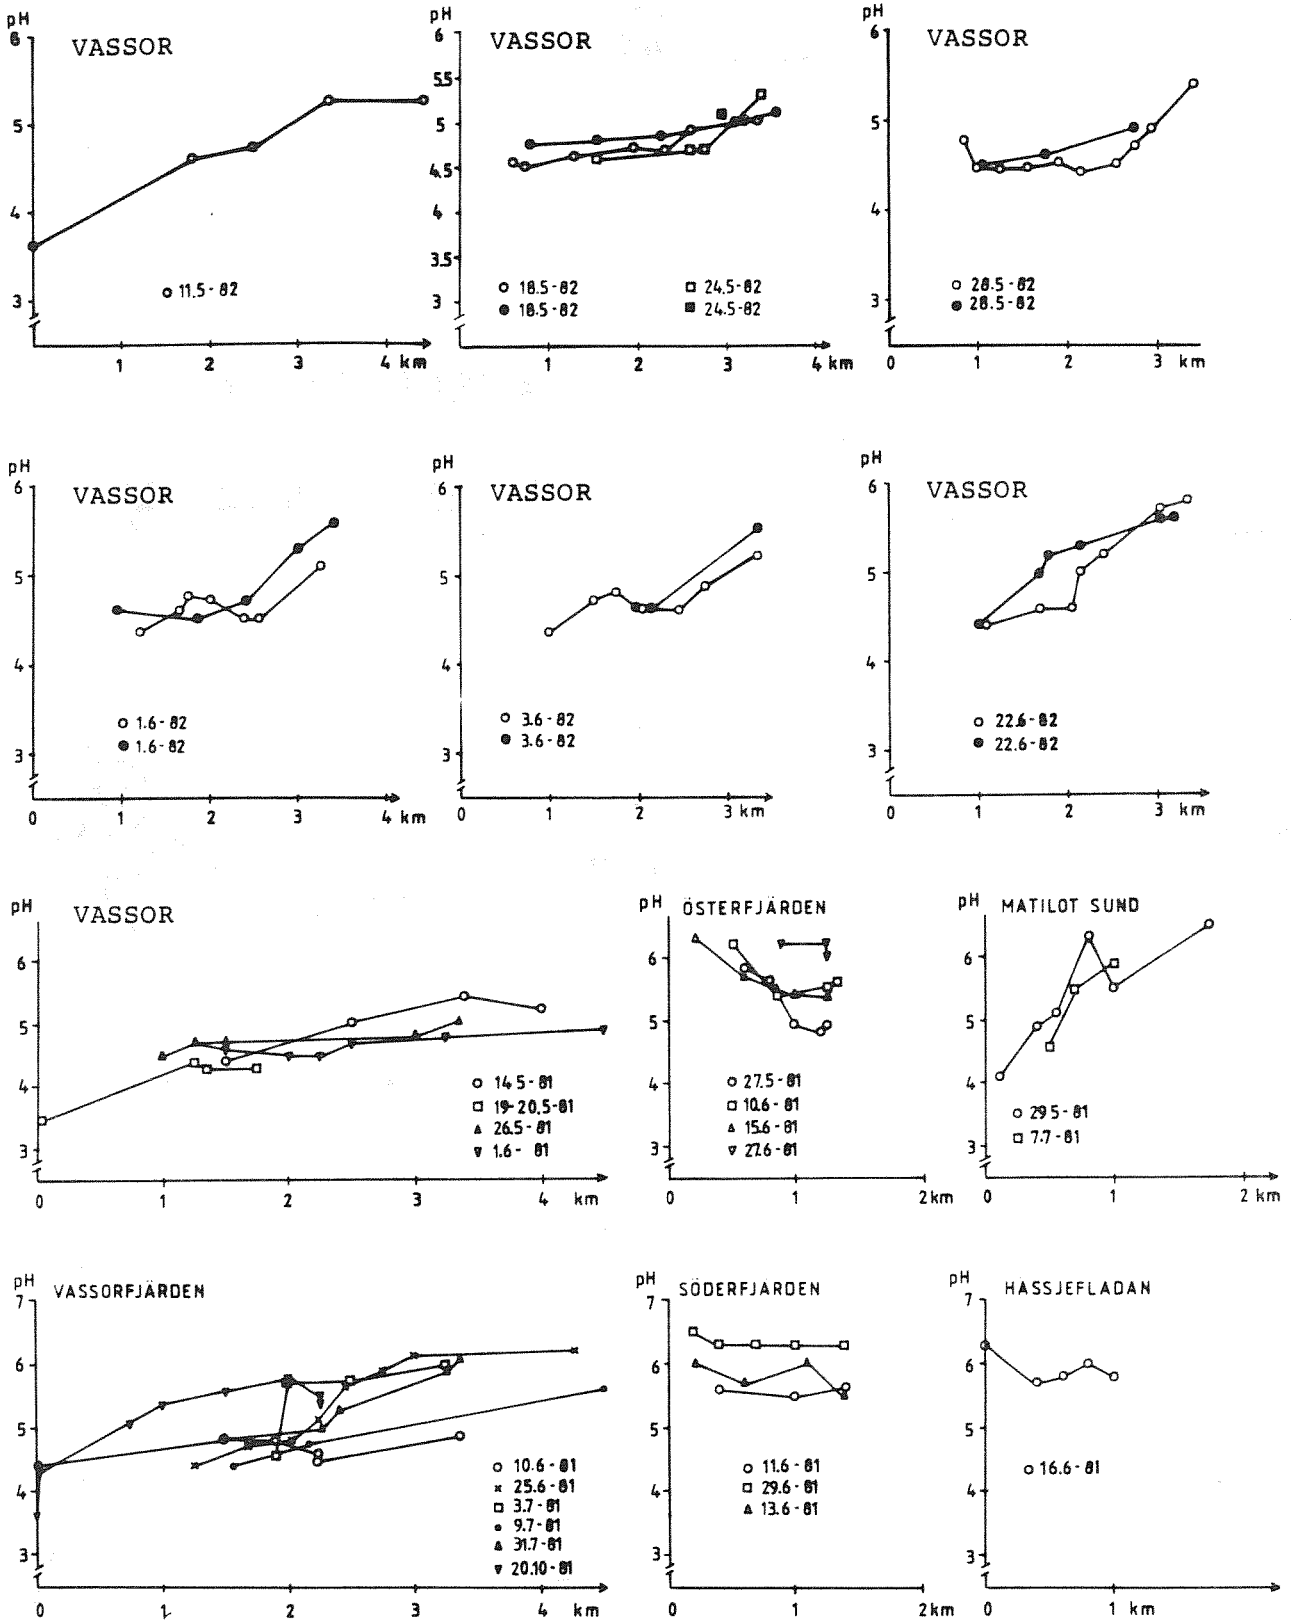 pH
VASSOR
6
5
4
3
1 2 3 4 km
11.5-82
pH
VASSOR
6
5.5
5
4.5
4
3.5
3
1 2 3 4 km
18.5-82
18.5-82
24.5-82
24.5-82
pH
VASSOR
6
5
4
3
0 1 2 3 km
28.5-82
28.5-82
pH
VASSOR
6
5
4
3
0 1 2 3 4 km
1.6-82
1.6-82
pH
VASSOR
6
5
4
3
0 1 2 3 km
3.6-82
3.6-82
pH
VASSOR
6
5
4
3
0 1 2 3 km
22.6-82
22.6-82
pH
VASSOR
6
5
4
3
0 1 2 3 km 4
14.5-81
19-20.5-81
26.5-81
1.6- 81
pH
ÖSTERFJÄRDEN
6
5
4
3
0 1 2 km
27.5-81
10.6-81
15.6-81
27.6-81
pH
MATILOT SUND
6
5
4
3
0 1 2 km
29.5-81
7.7-81
pH
VASSORFJÄRDEN
7
6
5
4
3
0 1 2 3 4 km
10.6-81
25.6-81
3.7-81
9.7-81
31.7-81
20.10-81
pH
SÖDERFJÄRDEN
7
6
5
4
3
0 1 2 km
11.6-81
29.6-81
13.6-81
pH
HÄSSJEFLADAN
7
6
5
4
3
0 1 km
16.6-81